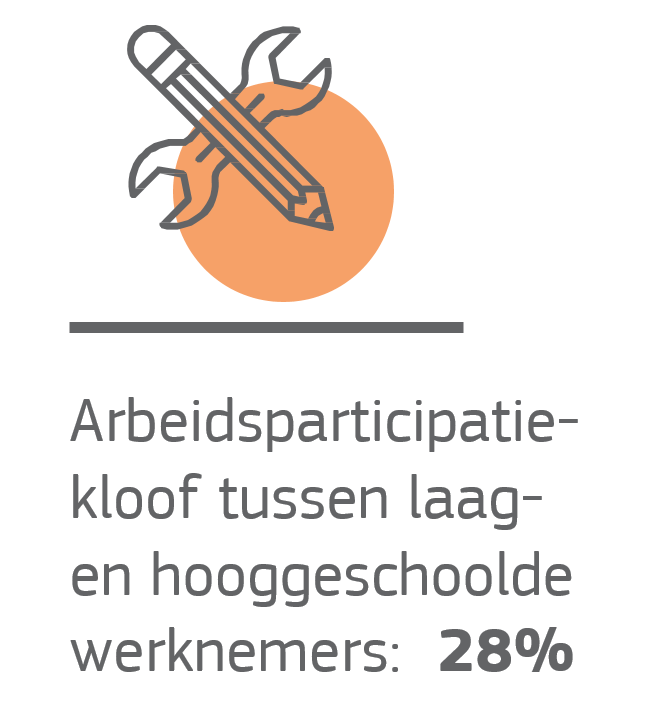 Arbeidsparticipatie-
kloof tussen laag-
en hooggeschoolde
werknemers: 28%